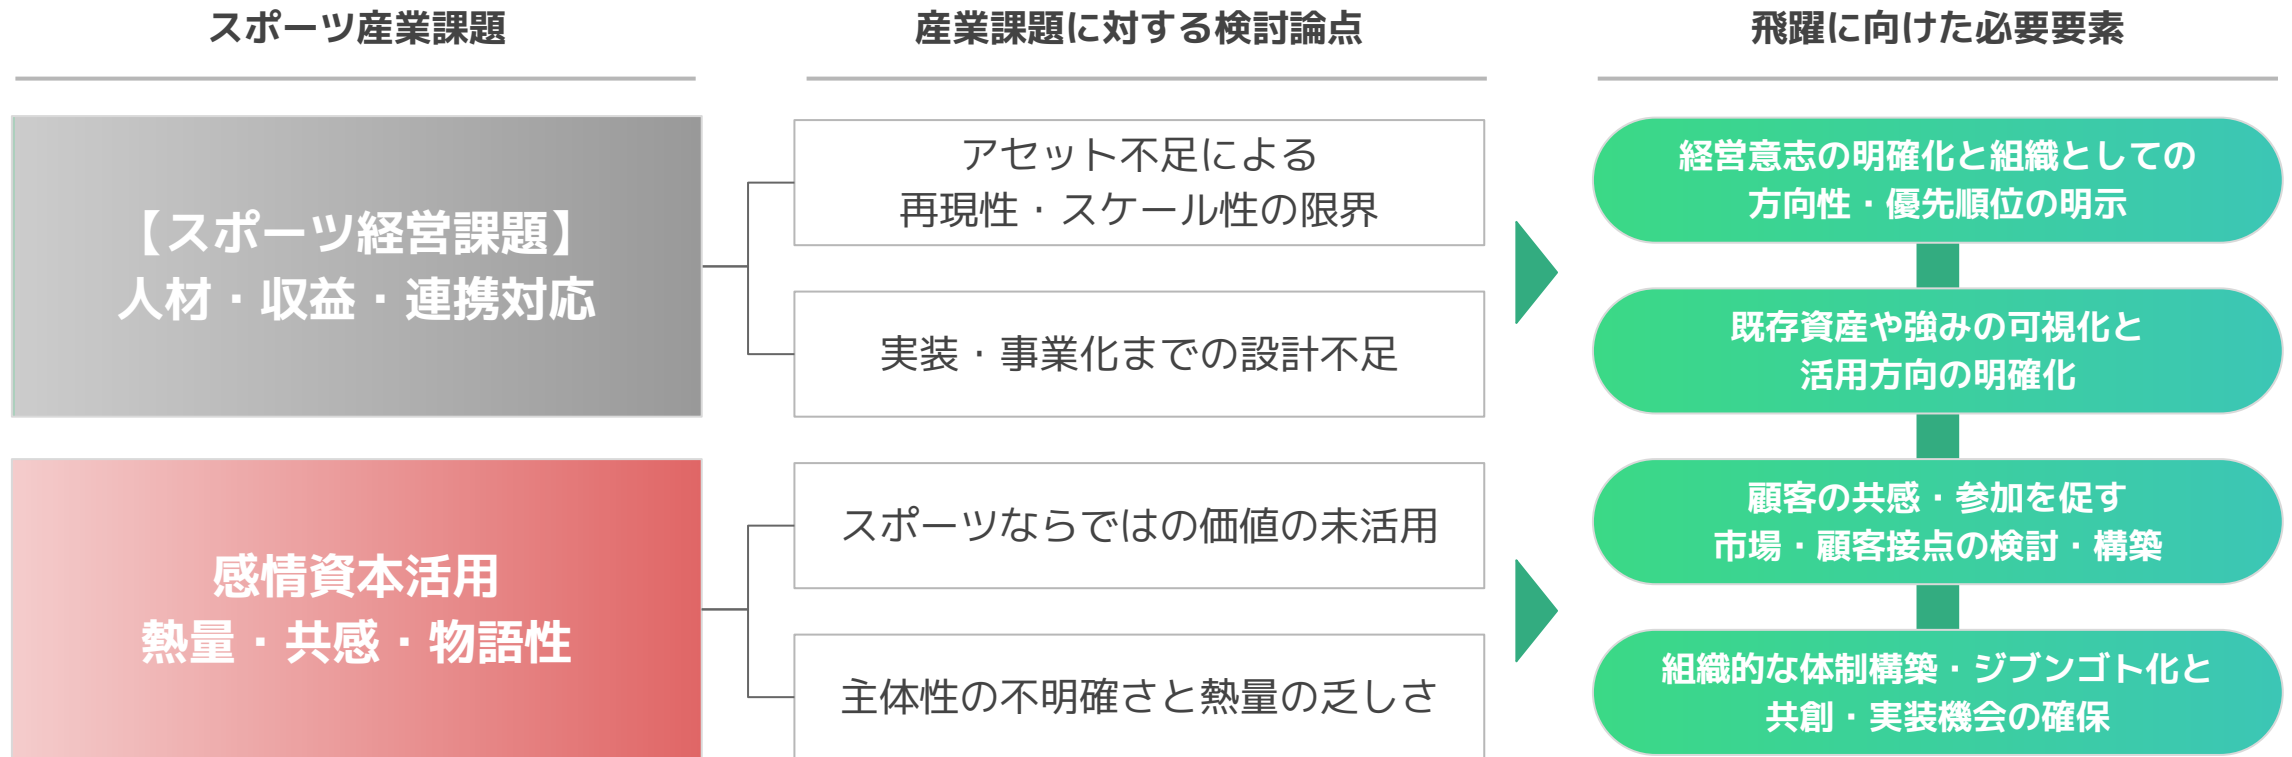 スポーツ産業課題
産業課題に対する検討論点
飛躍に向けた必要要素
【スポーツ経営課題】
人材・収益・連携対応
アセット不足による
再現性・スケール性の限界
実装・事業化までの設計不足
経営意志の明確化と組織としての
方向性・優先順位の明示
既存資産や強みの可視化と
活用方向の明確化
感情資本活用
熱量・共感・物語性
スポーツならではの価値の未活用
主体性の不明確さと熱量の乏しさ
顧客の共感・参加を促す
市場・顧客接点の検討・構築
組織的な体制構築・ジブンゴト化と
共創・実装機会の確保